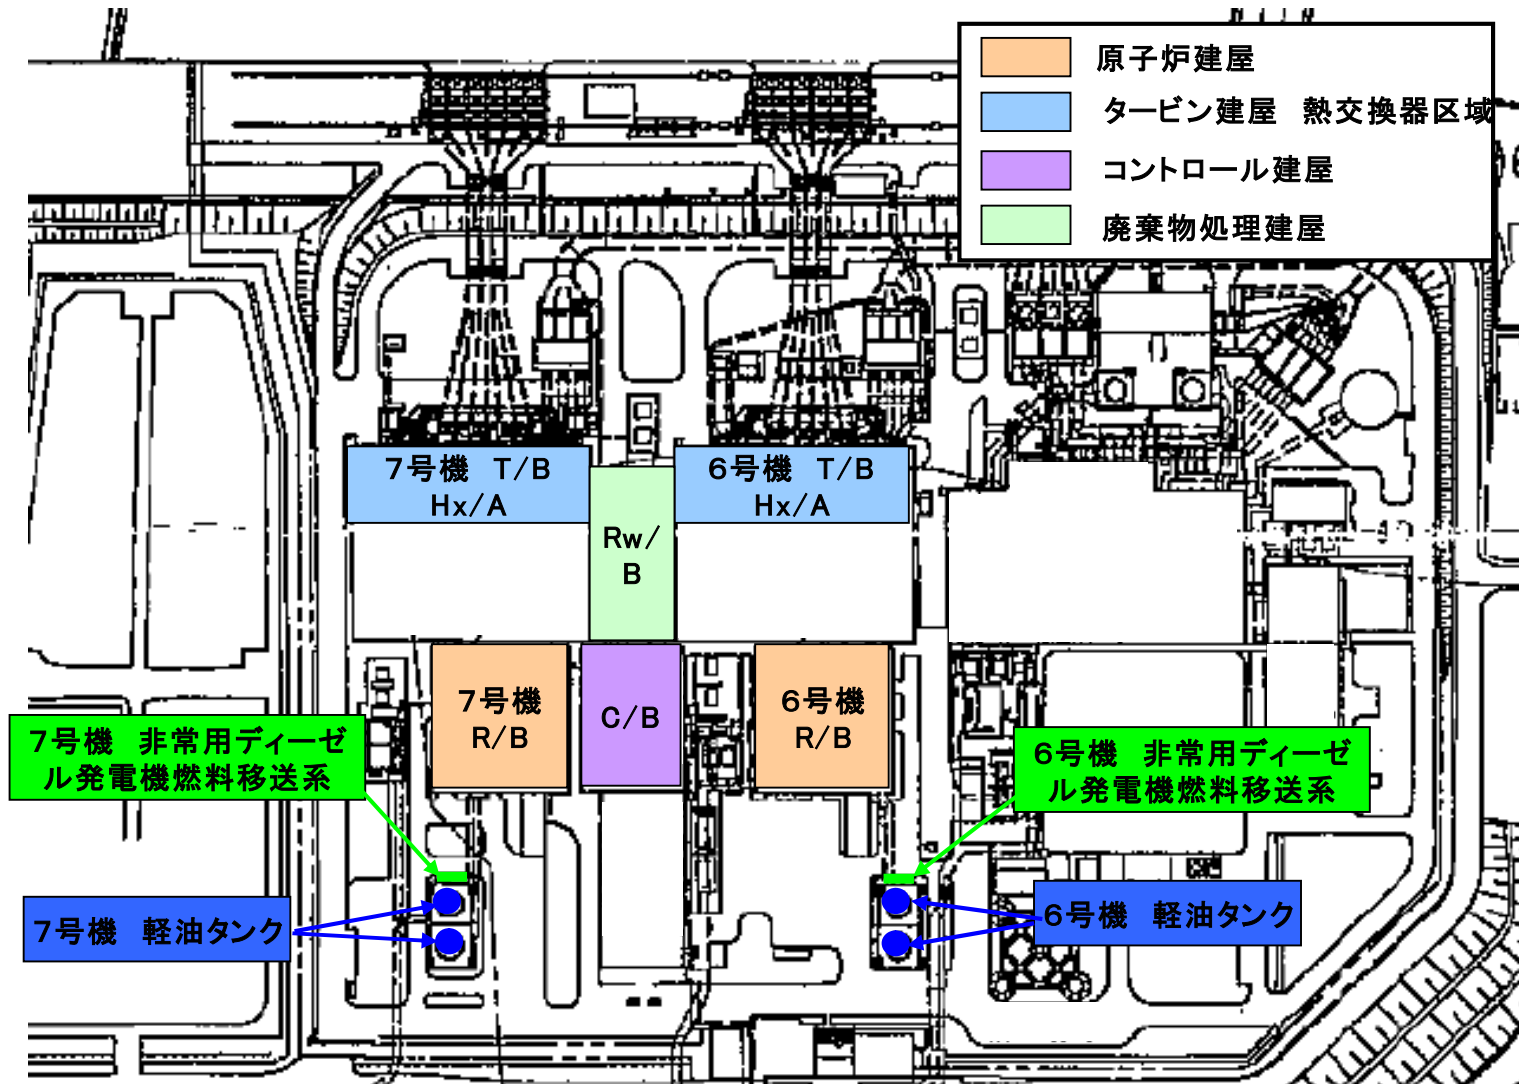 原子炉建屋
タービン建屋　熱交換器区域
コントロール建屋
廃棄物処理建屋
7号機　T/B
Hx/A
6号機　T/B
Hx/A
Rw/
B
7号機
R/B
C/B
6号機
R/B
7号機　非常用ディーゼ
ル発電機燃料移送系
6号機　非常用ディーゼ
ル発電機燃料移送系
7号機　軽油タンク
6号機　軽油タンク